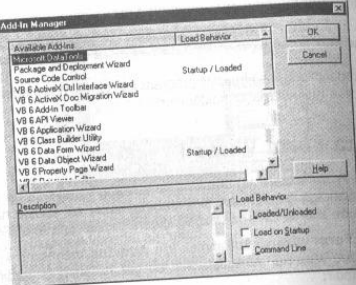 Add-In Manager
Available Add-Ins Load Behavior
Microsoft DataTools
Package and Deployment Wizard
Source Code Control Startup / Loaded
VB 6 ActiveX Ctrl Interface Wizard
VB 6 ActiveX Doc Migration Wizard
VB 6 Add-In Toolbar
VB 6 API Viewer
VB 6 Application Wizard
VB 6 Class Builder Utility
VB 6 Data Form Wizard Startup / Loaded
VB 6 Data Object Wizard
VB 6 Property Page Wizard
OK
Cancel
Help
Description
Load Behavior
Loaded/Unloaded
Load on Startup
Command Line